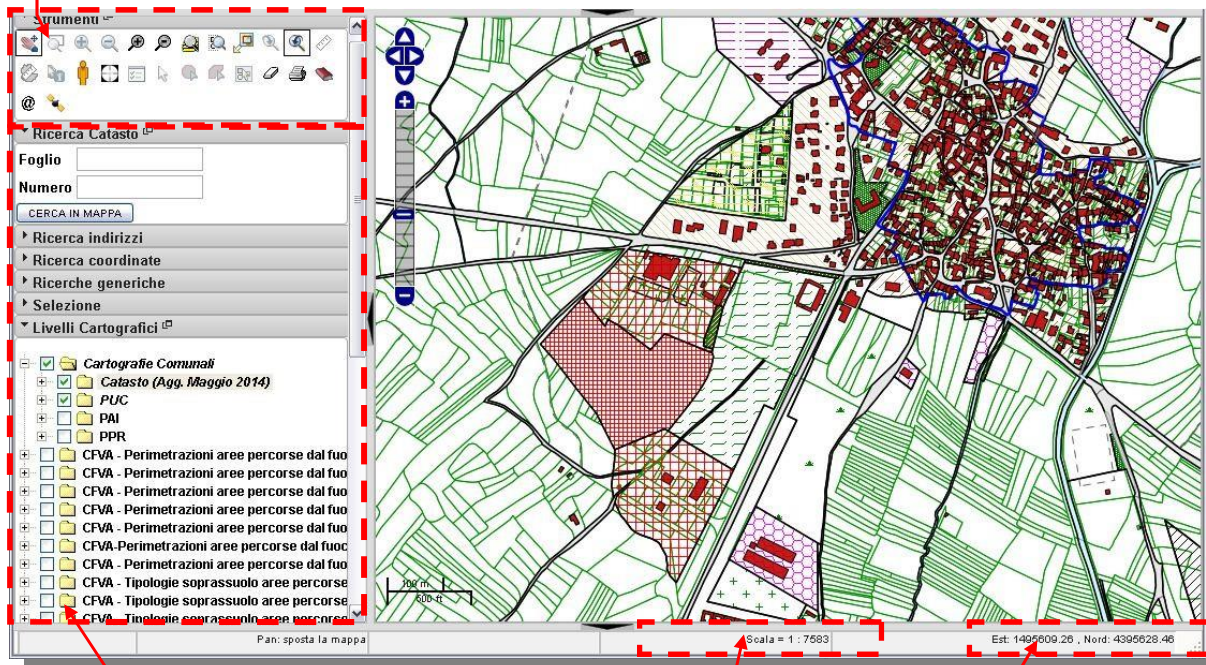 Strumenti
@
Ricerca Catasto
Foglio
Numero
CERCA IN MAPPA
Ricerca indirizzi
Ricerca coordinate
Ricerche generiche
Selezione
Livelli Cartografici
Cartografie Comunali
Catasto (Agg. Maggio 2014)
PUC
PAI
PPR
CFVA - Perimetrazioni aree percorse dal fuo
CFVA - Perimetrazioni aree percorse dal fuo
CFVA - Perimetrazioni aree percorse dal fuo
CFVA - Perimetrazioni aree percorse dal fuo
CFVA - Perimetrazioni aree percorse dal fuo
CFVA-Perimetrazioni aree percorse dal fuoc
CFVA - Perimetrazioni aree percorse dal fuo
CFVA - Tipologie soprassuolo aree percorse
CFVA - Tipologie soprassuolo aree percorse
CFVA - Tipologie soprassuolo aree percorse
100 m
500 ft
Pan: sposta la mappa
Scala = 1 : 7583
Est: 1495609.26 , Nord: 4395628.46